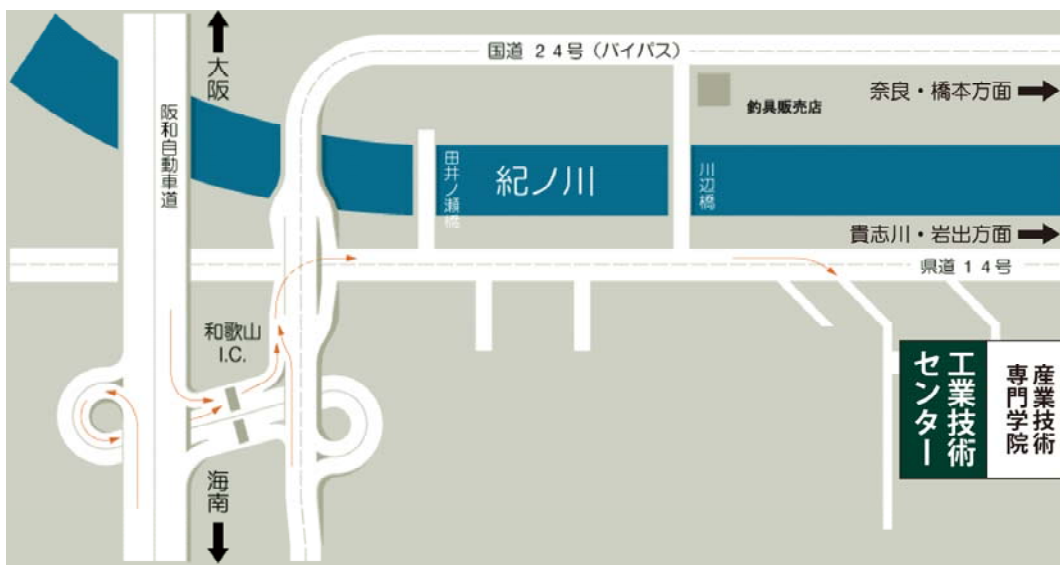 大阪
国道 24号(バイパス)
奈良・橋本方面
釣具販売店
阪和自動車道
田井ノ瀬橋
紀ノ川
川辺橋
貴志川・岩出方面
県道 14号
和歌山
I.C.
工業技術
センター
産業技術
専門学院
海南